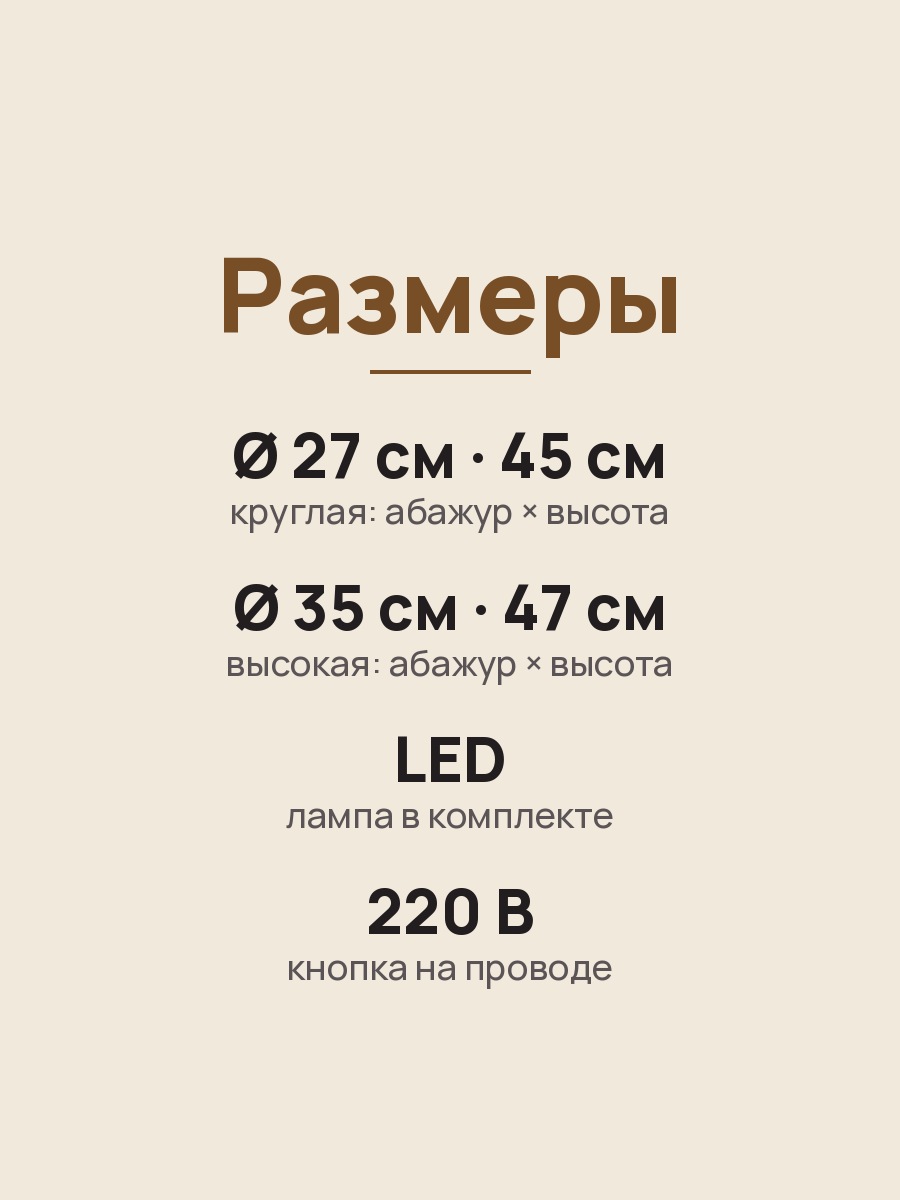 Размеры
Ø 27 см · 45 см
круглая: абажур × высота
Ø 35 см · 47 см
высокая: абажур × высота
LED
лампа в комплекте
220 В
кнопка на проводе